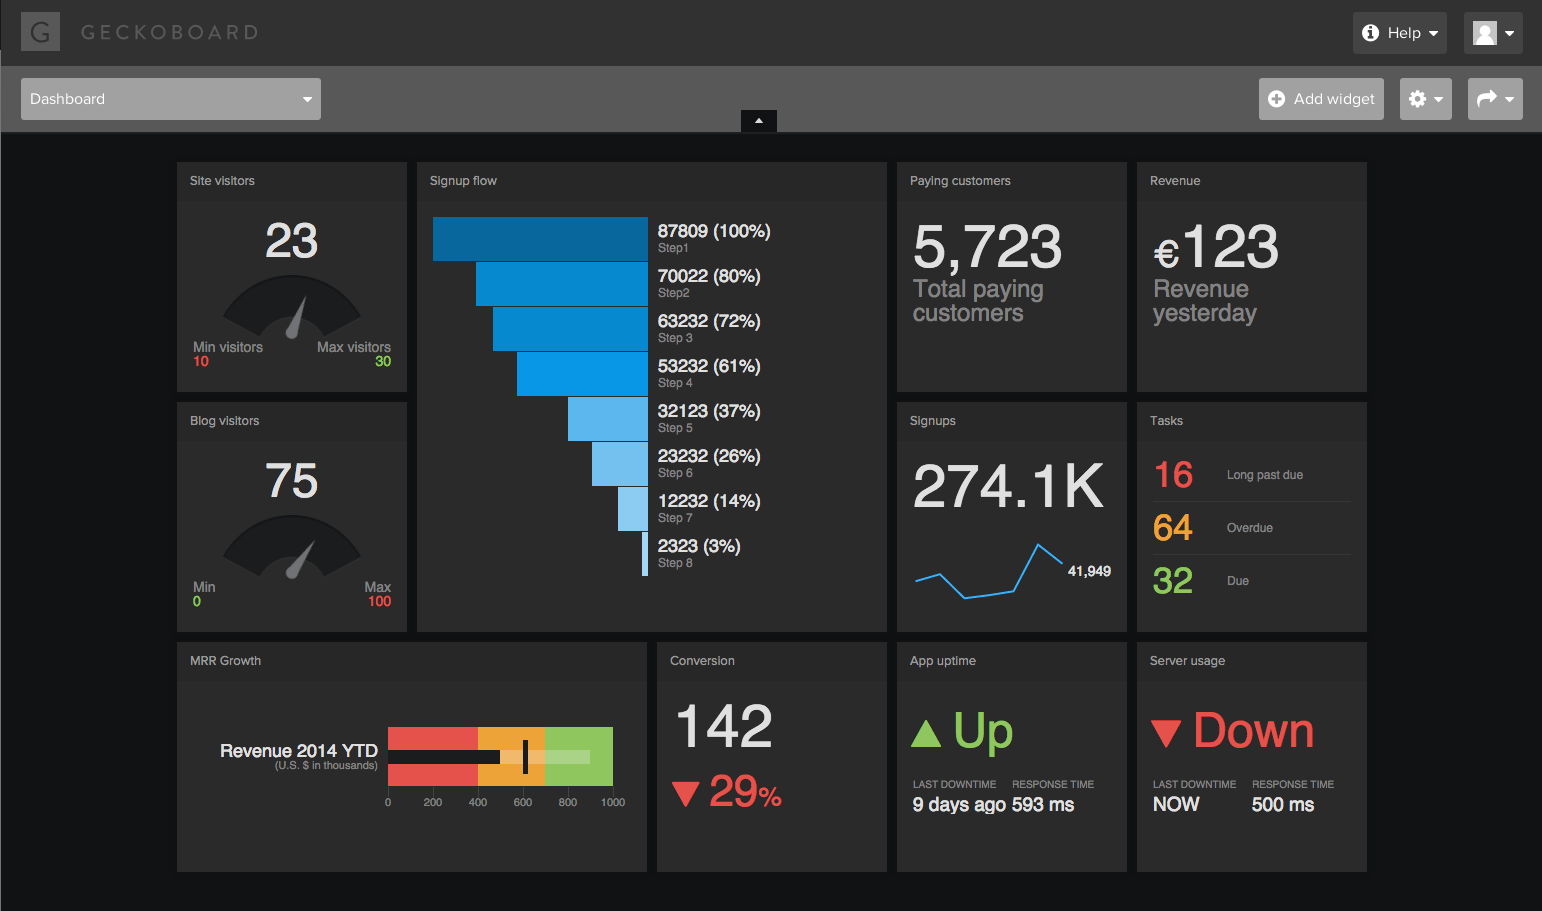 G GECKOBOARD
Help
Dashboard
Add widget
Site visitors
23
Min visitors Max visitors
10 30
Signup flow
87809 (100%)
Step1
70022 (80%)
Step2
63232 (72%)
Step 3
53232 (61%)
Step 4
32123 (37%)
Step 5
23232 (26%)
Step 6
12232 (14%)
Step 7
2323 (3%)
Step 8
Paying customers
5,723
Total paying
customers
Revenue
€123
Revenue
yesterday
Blog visitors
75
Min Max
0 100
Signups
274.1K
41,949
Tasks
16 Long past due
64 Overdue
32 Due
MRR Growth
Revenue 2014 YTD
(U.S. $ in thousands)
0 200 400 600 800 1000
Conversion
142
29%
App uptime
Up
LAST DOWNTIME RESPONSE TIME
9 days ago 593 ms
Server usage
Down
LAST DOWNTIME RESPONSE TIME
NOW 500 ms